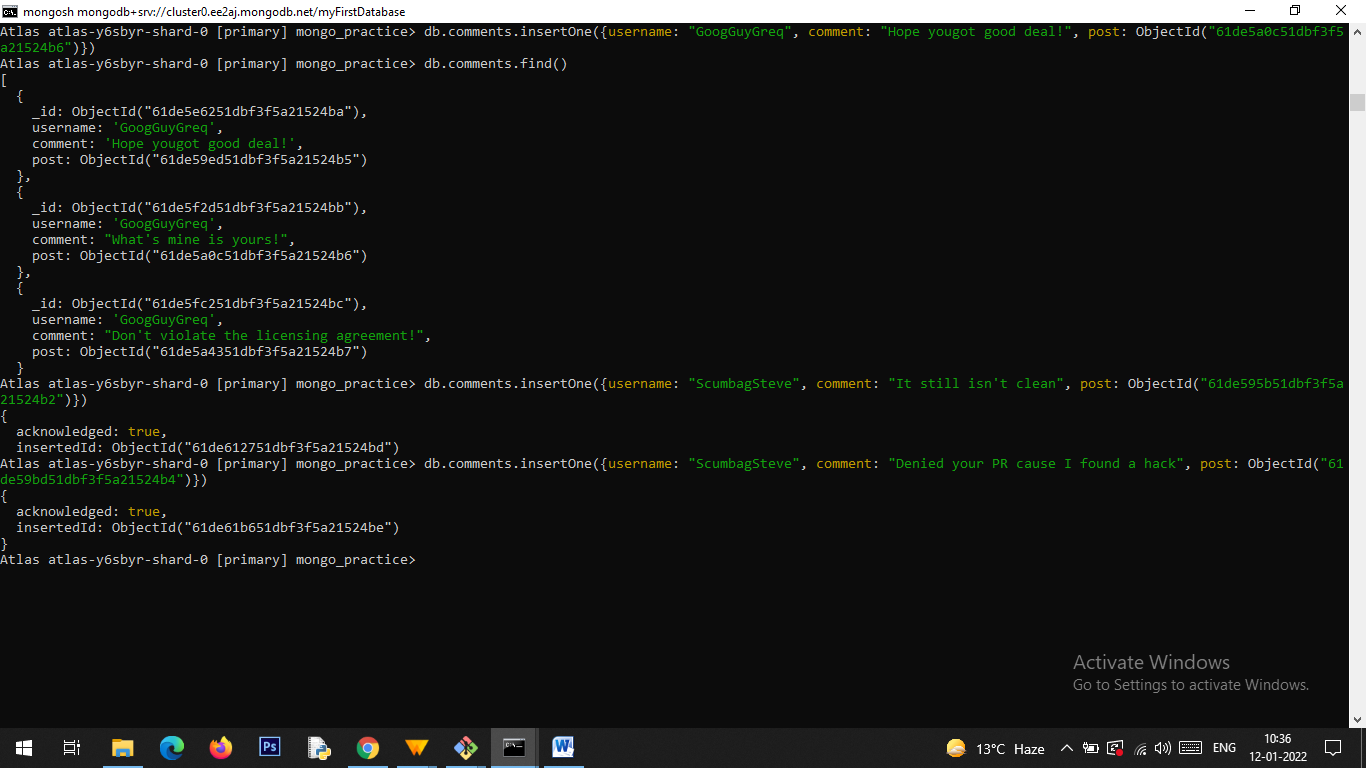 mongosh mongodb+srv://cluster0.ee2aj.mongodb.net/myFirstDatabase
Atlas atlas-y6sbyr-shard-0 [primary] mongo_practice> db.comments.insertOne({username: "GoogGuyGreq", comment: "Hope yougot good deal!", post: ObjectId("61de5a0c51dbf3f5
a21524b6")})
Atlas atlas-y6sbyr-shard-0 [primary] mongo_practice> db.comments.find()
[
  {
    _id: ObjectId("61de5e6251dbf3f5a21524ba"),
    username: 'GoogGuyGreq',
    comment: 'Hope yougot good deal!',
    post: ObjectId("61de59ed51dbf3f5a21524b5")
  },
  {
    _id: ObjectId("61de5f2d51dbf3f5a21524bb"),
    username: 'GoogGuyGreq',
    comment: "What's mine is yours!",
    post: ObjectId("61de5a0c51dbf3f5a21524b6")
  },
  {
    _id: ObjectId("61de5fc251dbf3f5a21524bc"),
    username: 'GoogGuyGreq',
    comment: "Don't violate the licensing agreement!",
    post: ObjectId("61de5a4351dbf3f5a21524b7")
  }
Atlas atlas-y6sbyr-shard-0 [primary] mongo_practice> db.comments.insertOne({username: "ScumbagSteve", comment: "It still isn't clean", post: ObjectId("61de595b51dbf3f5a
21524b2")})
{
  acknowledged: true,
  insertedId: ObjectId("61de612751dbf3f5a21524bd")
Atlas atlas-y6sbyr-shard-0 [primary] mongo_practice> db.comments.insertOne({username: "ScumbagSteve", comment: "Denied your PR cause I found a hack", post: ObjectId("61
de59bd51dbf3f5a21524b4")})
{
  acknowledged: true,
  insertedId: ObjectId("61de61b651dbf3f5a21524be")
}
Atlas atlas-y6sbyr-shard-0 [primary] mongo_practice>
Activate Windows
Go to Settings to activate Windows.
Ps
W
13°C Haze
ENG
10:36
12-01-2022